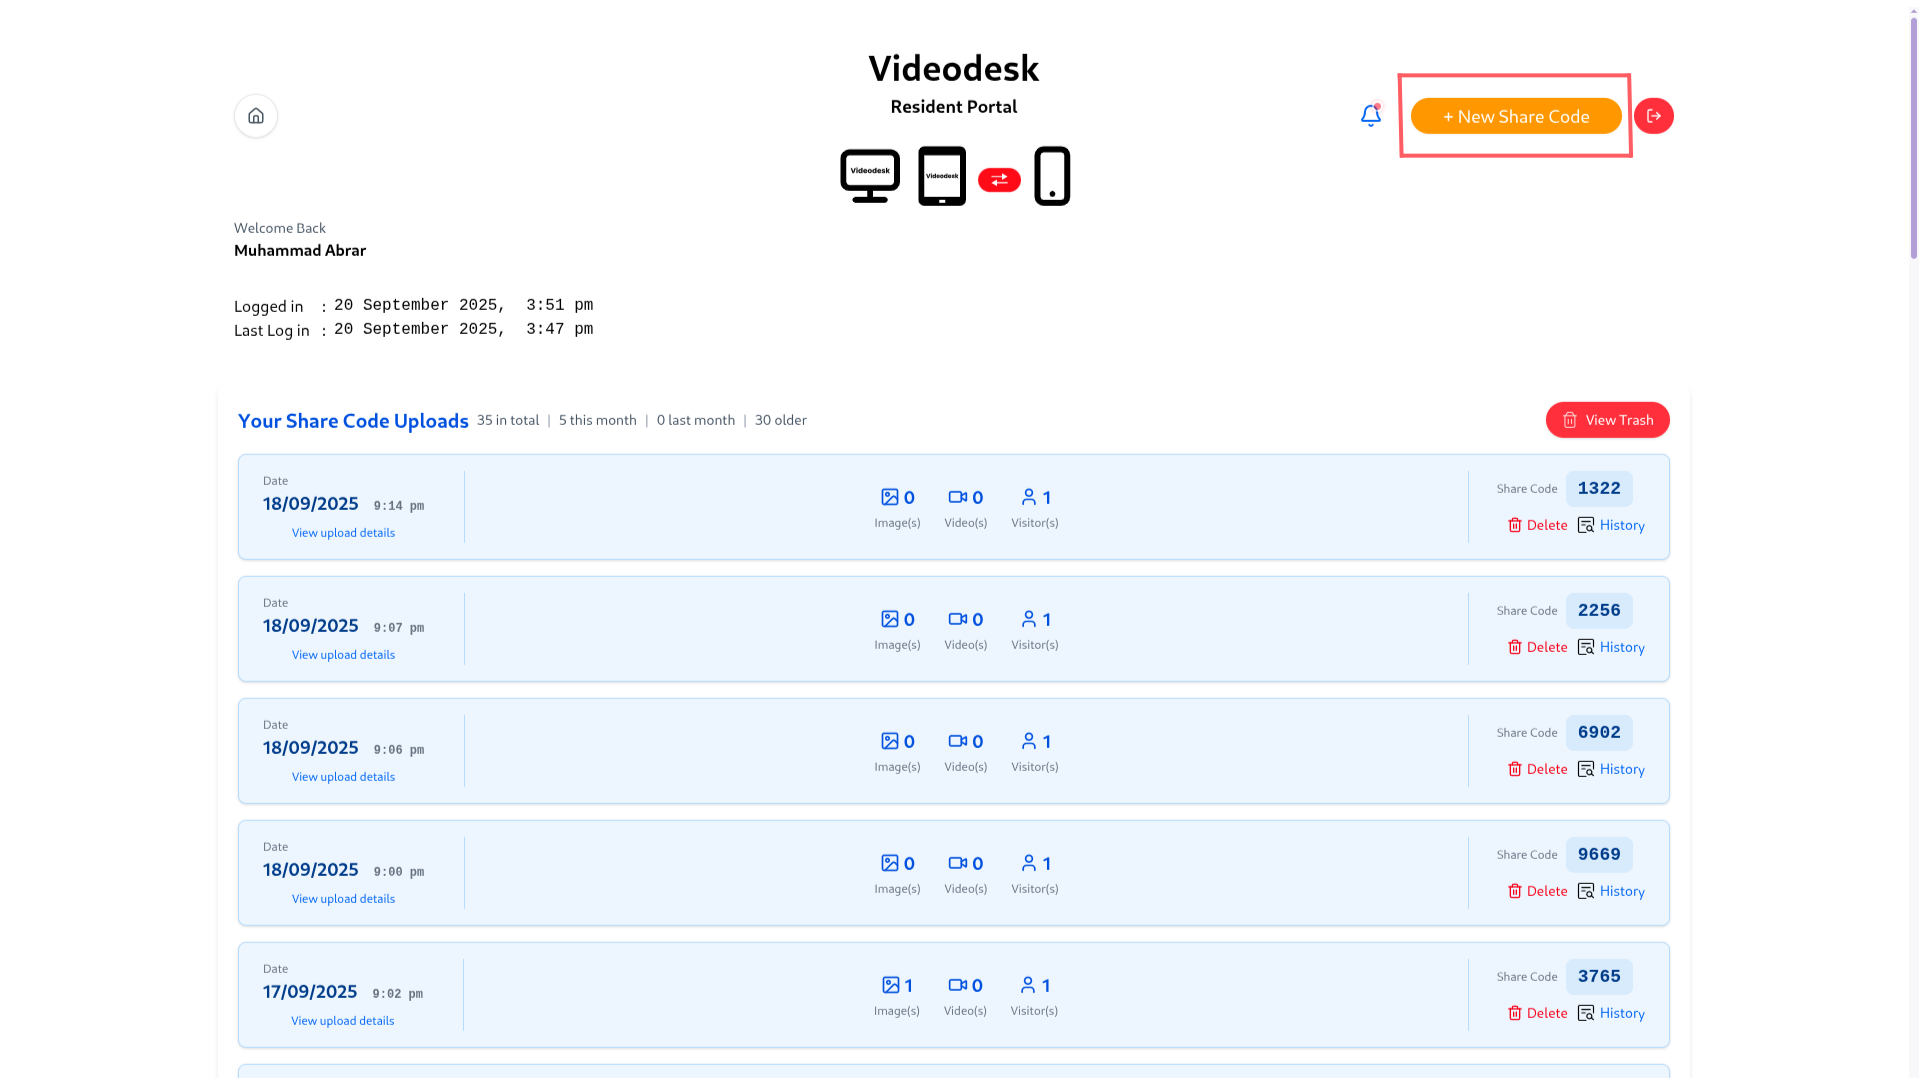 Videodesk
Resident Portal
+ New Share Code
Videodesk
Videodesk
Welcome Back
Muhammad Abrar
Logged in : 20 September 2025, 3:51 pm
Last Log in : 20 September 2025, 3:47 pm
Your Share Code Uploads 35 in total | 5 this month | 0 last month | 30 older
View Trash
Date
18/09/2025 9:14 pm
View upload details
0 0 1
Image(s) Video(s) Visitor(s)
Share Code 1322
Delete History
Date
18/09/2025 9:07 pm
View upload details
0 0 1
Image(s) Video(s) Visitor(s)
Share Code 2256
Delete History
Date
18/09/2025 9:06 pm
View upload details
0 0 1
Image(s) Video(s) Visitor(s)
Share Code 6902
Delete History
Date
18/09/2025 9:00 pm
View upload details
0 0 1
Image(s) Video(s) Visitor(s)
Share Code 9669
Delete History
Date
17/09/2025 9:02 pm
View upload details
1 0 1
Image(s) Video(s) Visitor(s)
Share Code 3765
Delete History